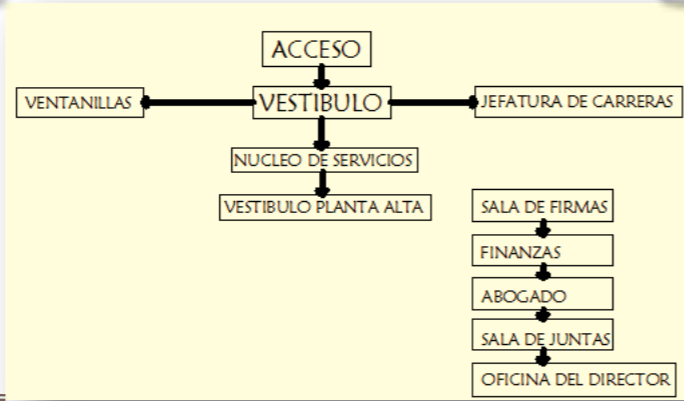 ACCESO
VENTANILLAS
VESTIBULO
JEFATURA DE CARRERAS
NUCLEO DE SERVICIOS
VESTIBULO PLANTA ALTA
SALA DE FIRMAS
FINANZAS
ABOGADO
SALA DE JUNTAS
OFICINA DEL DIRECTOR